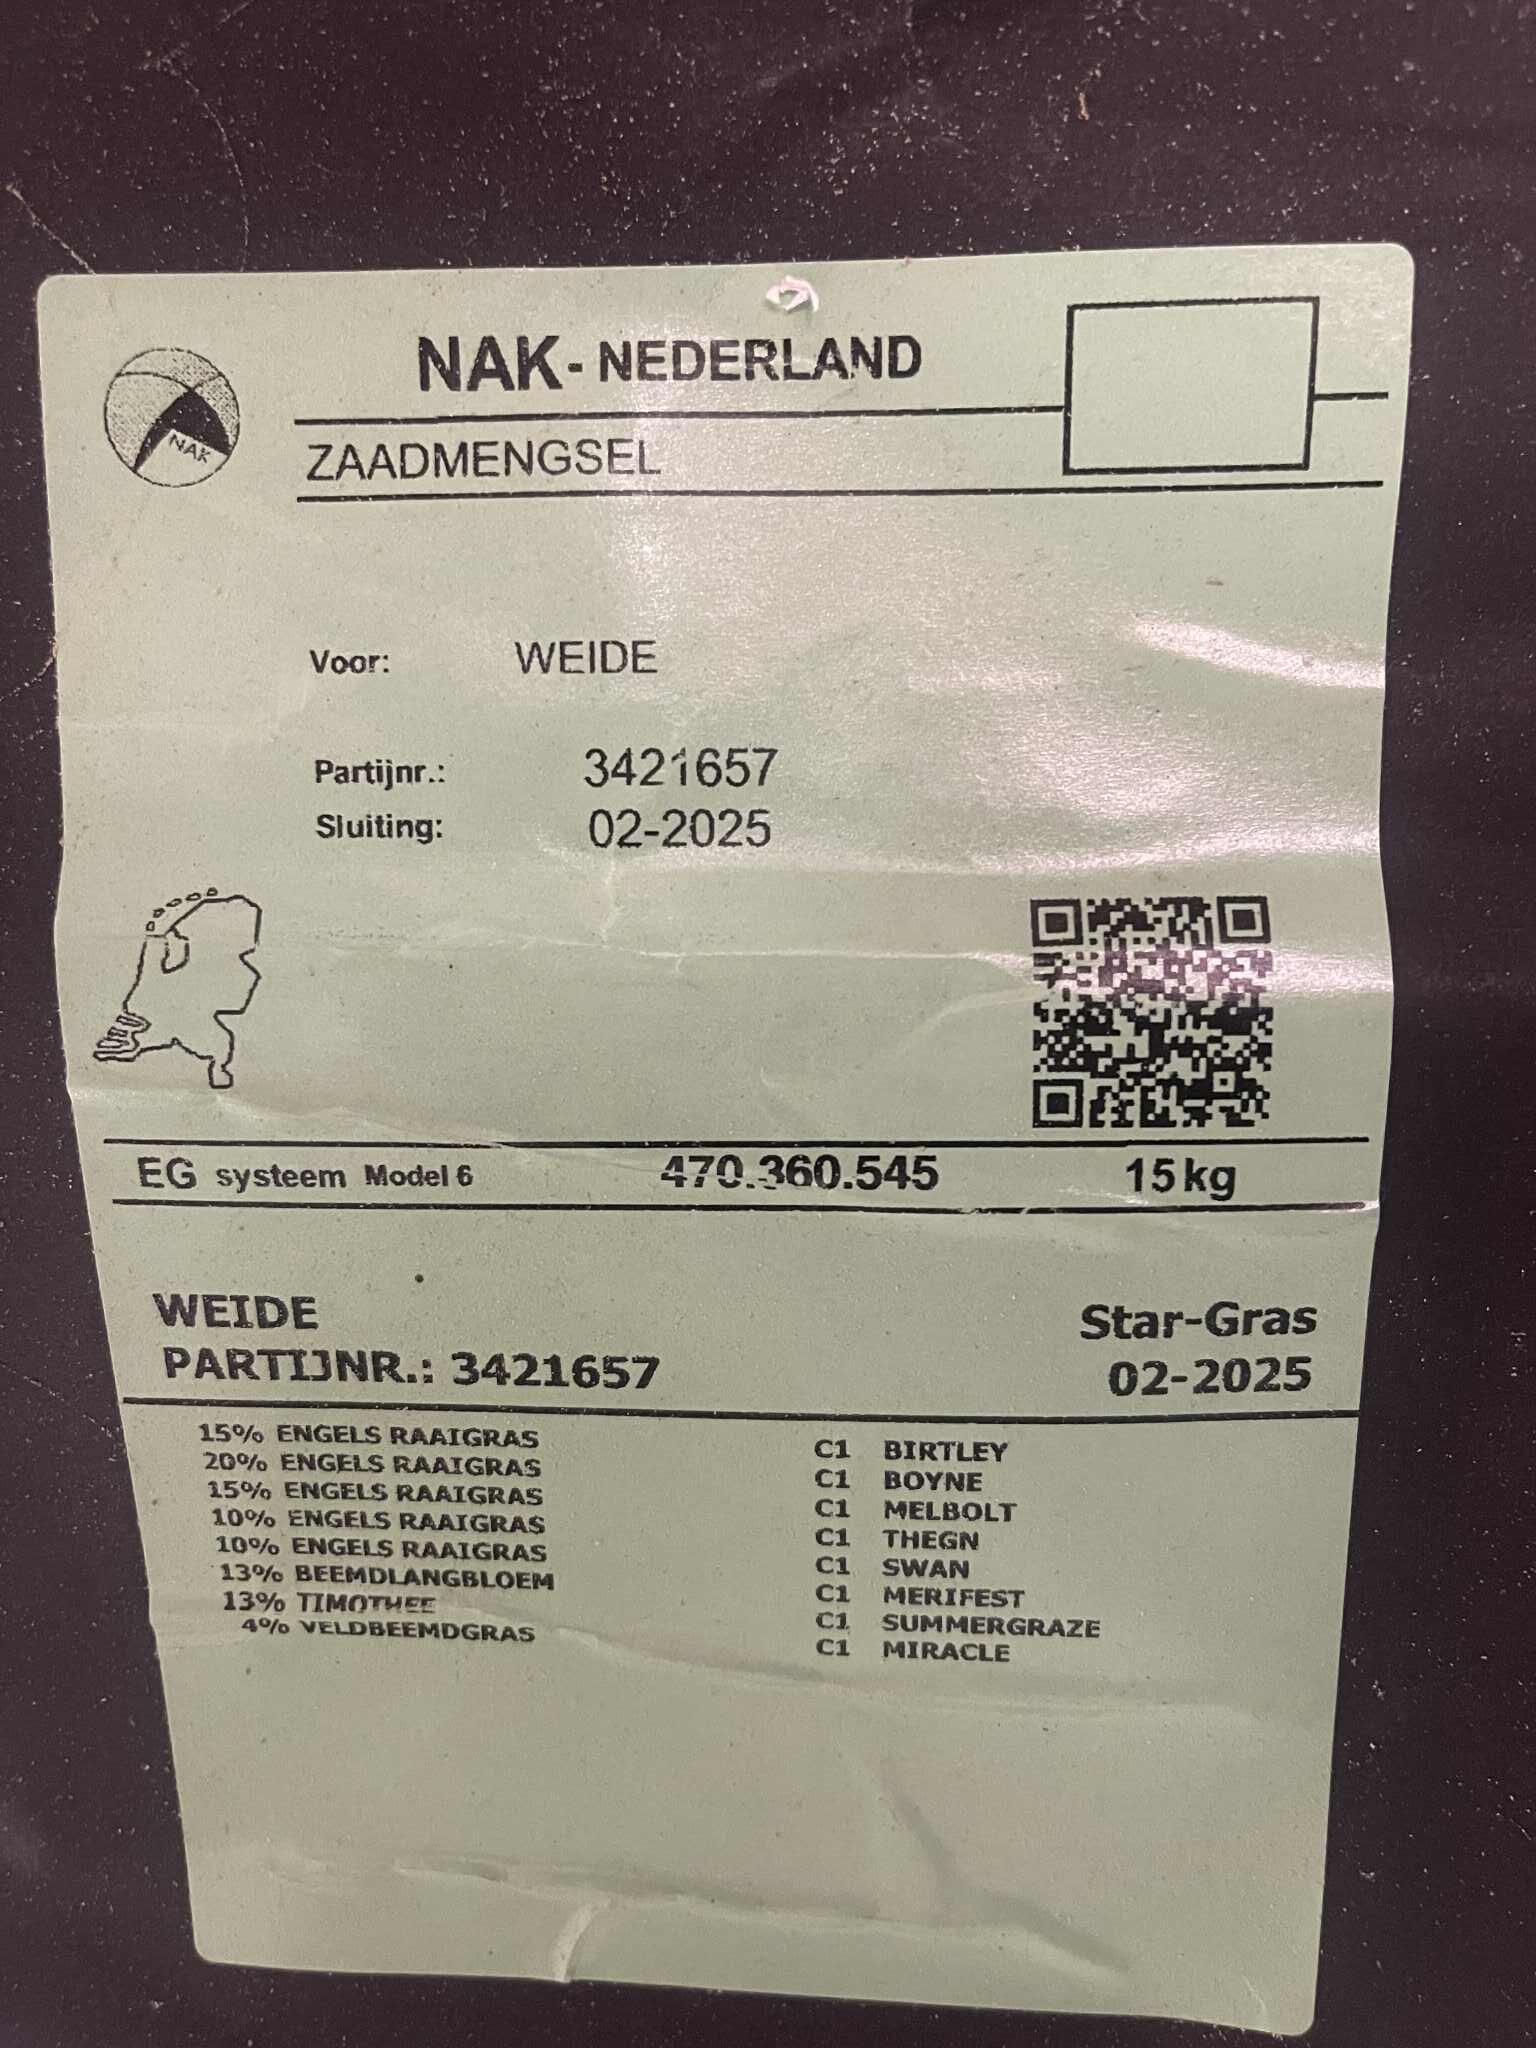 NAK-NEDERLAND
NAK
ZAADMENGSEL
Voor: WEIDE
Partijnr.: 3421657
Sluiting: 02-2025
EG systeem Model 6 470.360.545 15 kg
WEIDE Star-Gras
PARTIJNR.: 3421657 02-2025
15% ENGELS RAAIGRAS C1 BIRTLEY
20% ENGELS RAAIGRAS C1 BOYNE
15% ENGELS RAAIGRAS C1 MELBOLT
10% ENGELS RAAIGRAS C1 THEGN
10% ENGELS RAAIGRAS C1 SWAN
13% BEEMDLANGBLOEM C1 MERIFEST
13% TIMOTHEE C1 SUMMERGRAZE
4% VELDBEEMDGRAS C1 MIRACLE